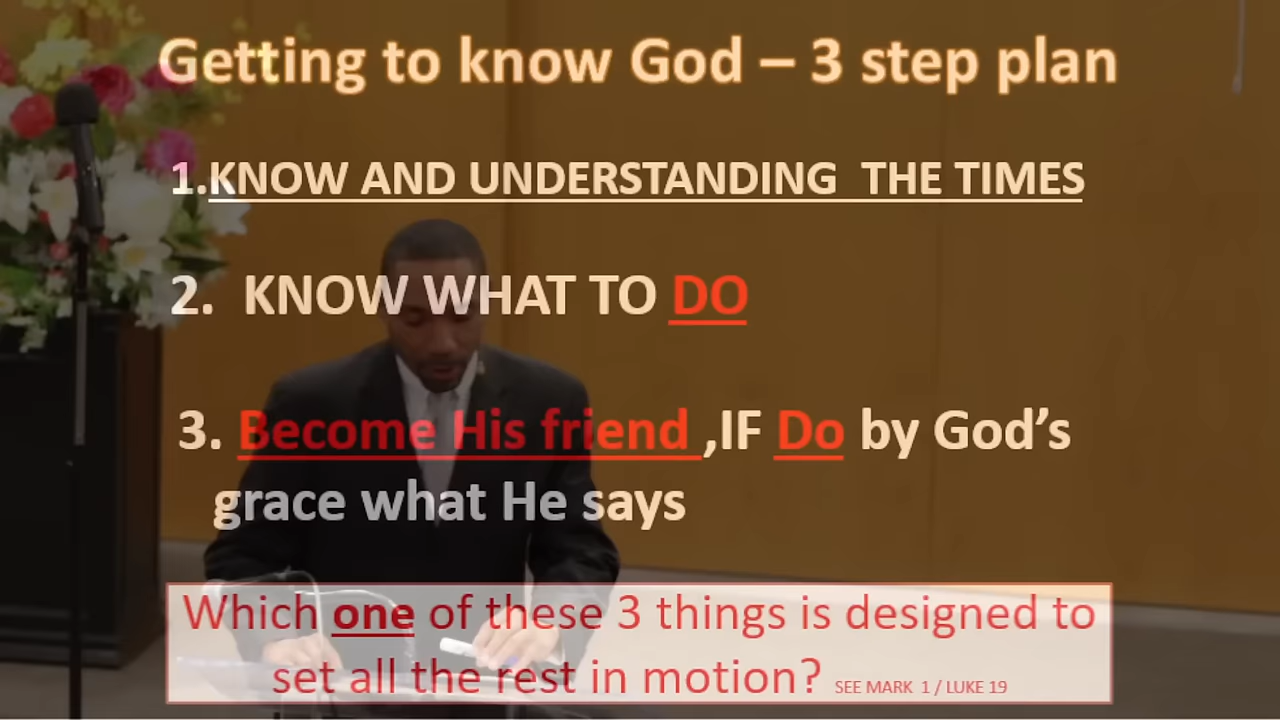 Getting to know God – 3 step plan
1.KNOW AND UNDERSTANDING THE TIMES
2. KNOW WHAT TO DO
3. Become His friend ,IF Do by God’s
grace what He says
Which one of these 3 things is designed to
set all the rest in motion? SEE MARK 1 / LUKE 19